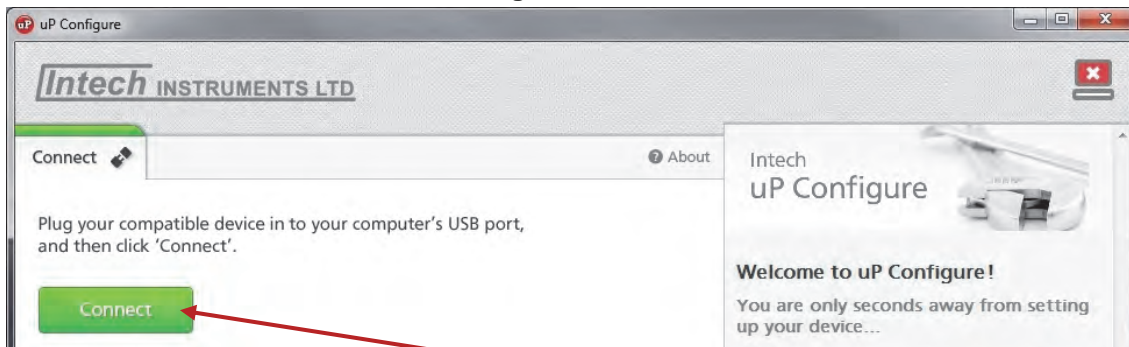 uP uP Configure
Intech INSTRUMENTS LTD
Connect
About
Plug your compatible device in to your computer's USB port,
and then click 'Connect'.
Connect
Intech
uP Configure
Welcome to uP Configure!
You are only seconds away from setting
up your device...